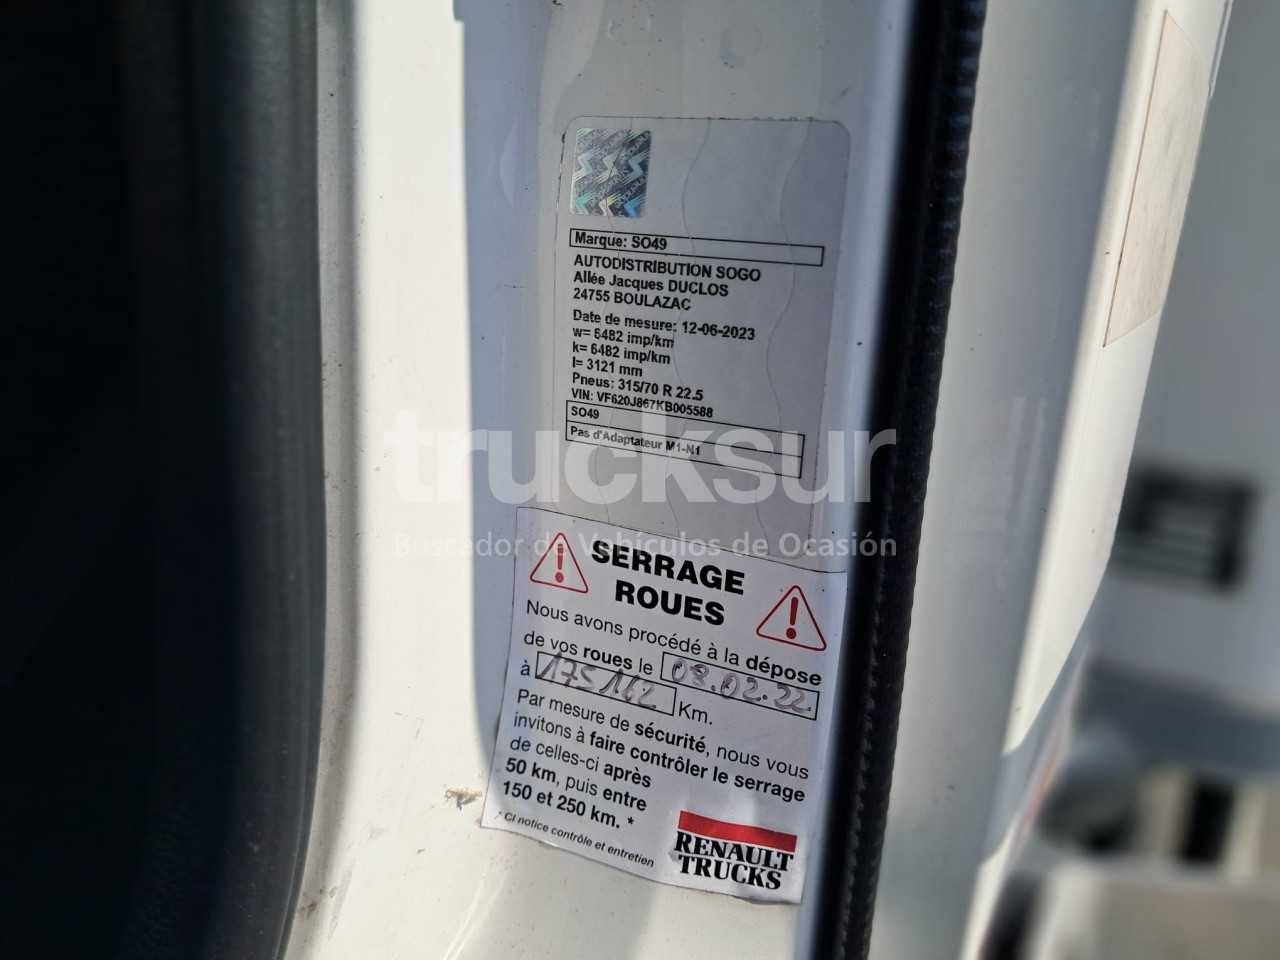 Marque: SO49
AUTODISTRIBUTION SOGO
Allée Jacques DUCLOS
24755 BOULAZAC
Date de mesure: 12-06-2023
w= 6482 imp/km
k= 6482 imp/km
l= 3121 mm
Pneus: 315/70 R 22.5
VIN: VF620J867KB005588
SO49
Pas d'Adaptateur M1-N1
trucksur
Buscador de Vehículos de Ocasión
SERRAGE
ROUES
Nous avons procédé à la dépose
de vos roues le 08.02.22.
à 175162 Km.
Par mesure de sécurité, nous vous
invitons à faire contrôler le serrage
de celles-ci après
50 km, puis entre
150 et 250 km. *
* Cf notice contrôle et entretien
RENAULT
TRUCKS